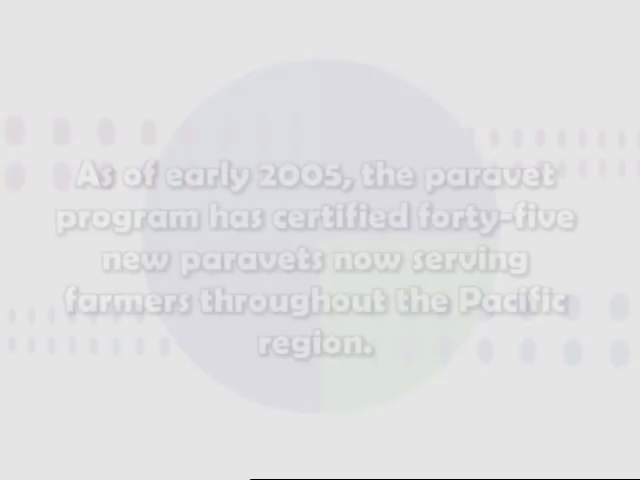 As of early 2005, the paravet
program has certified forty-five
new paravets now serving
farmers throughout the Pacific
region.